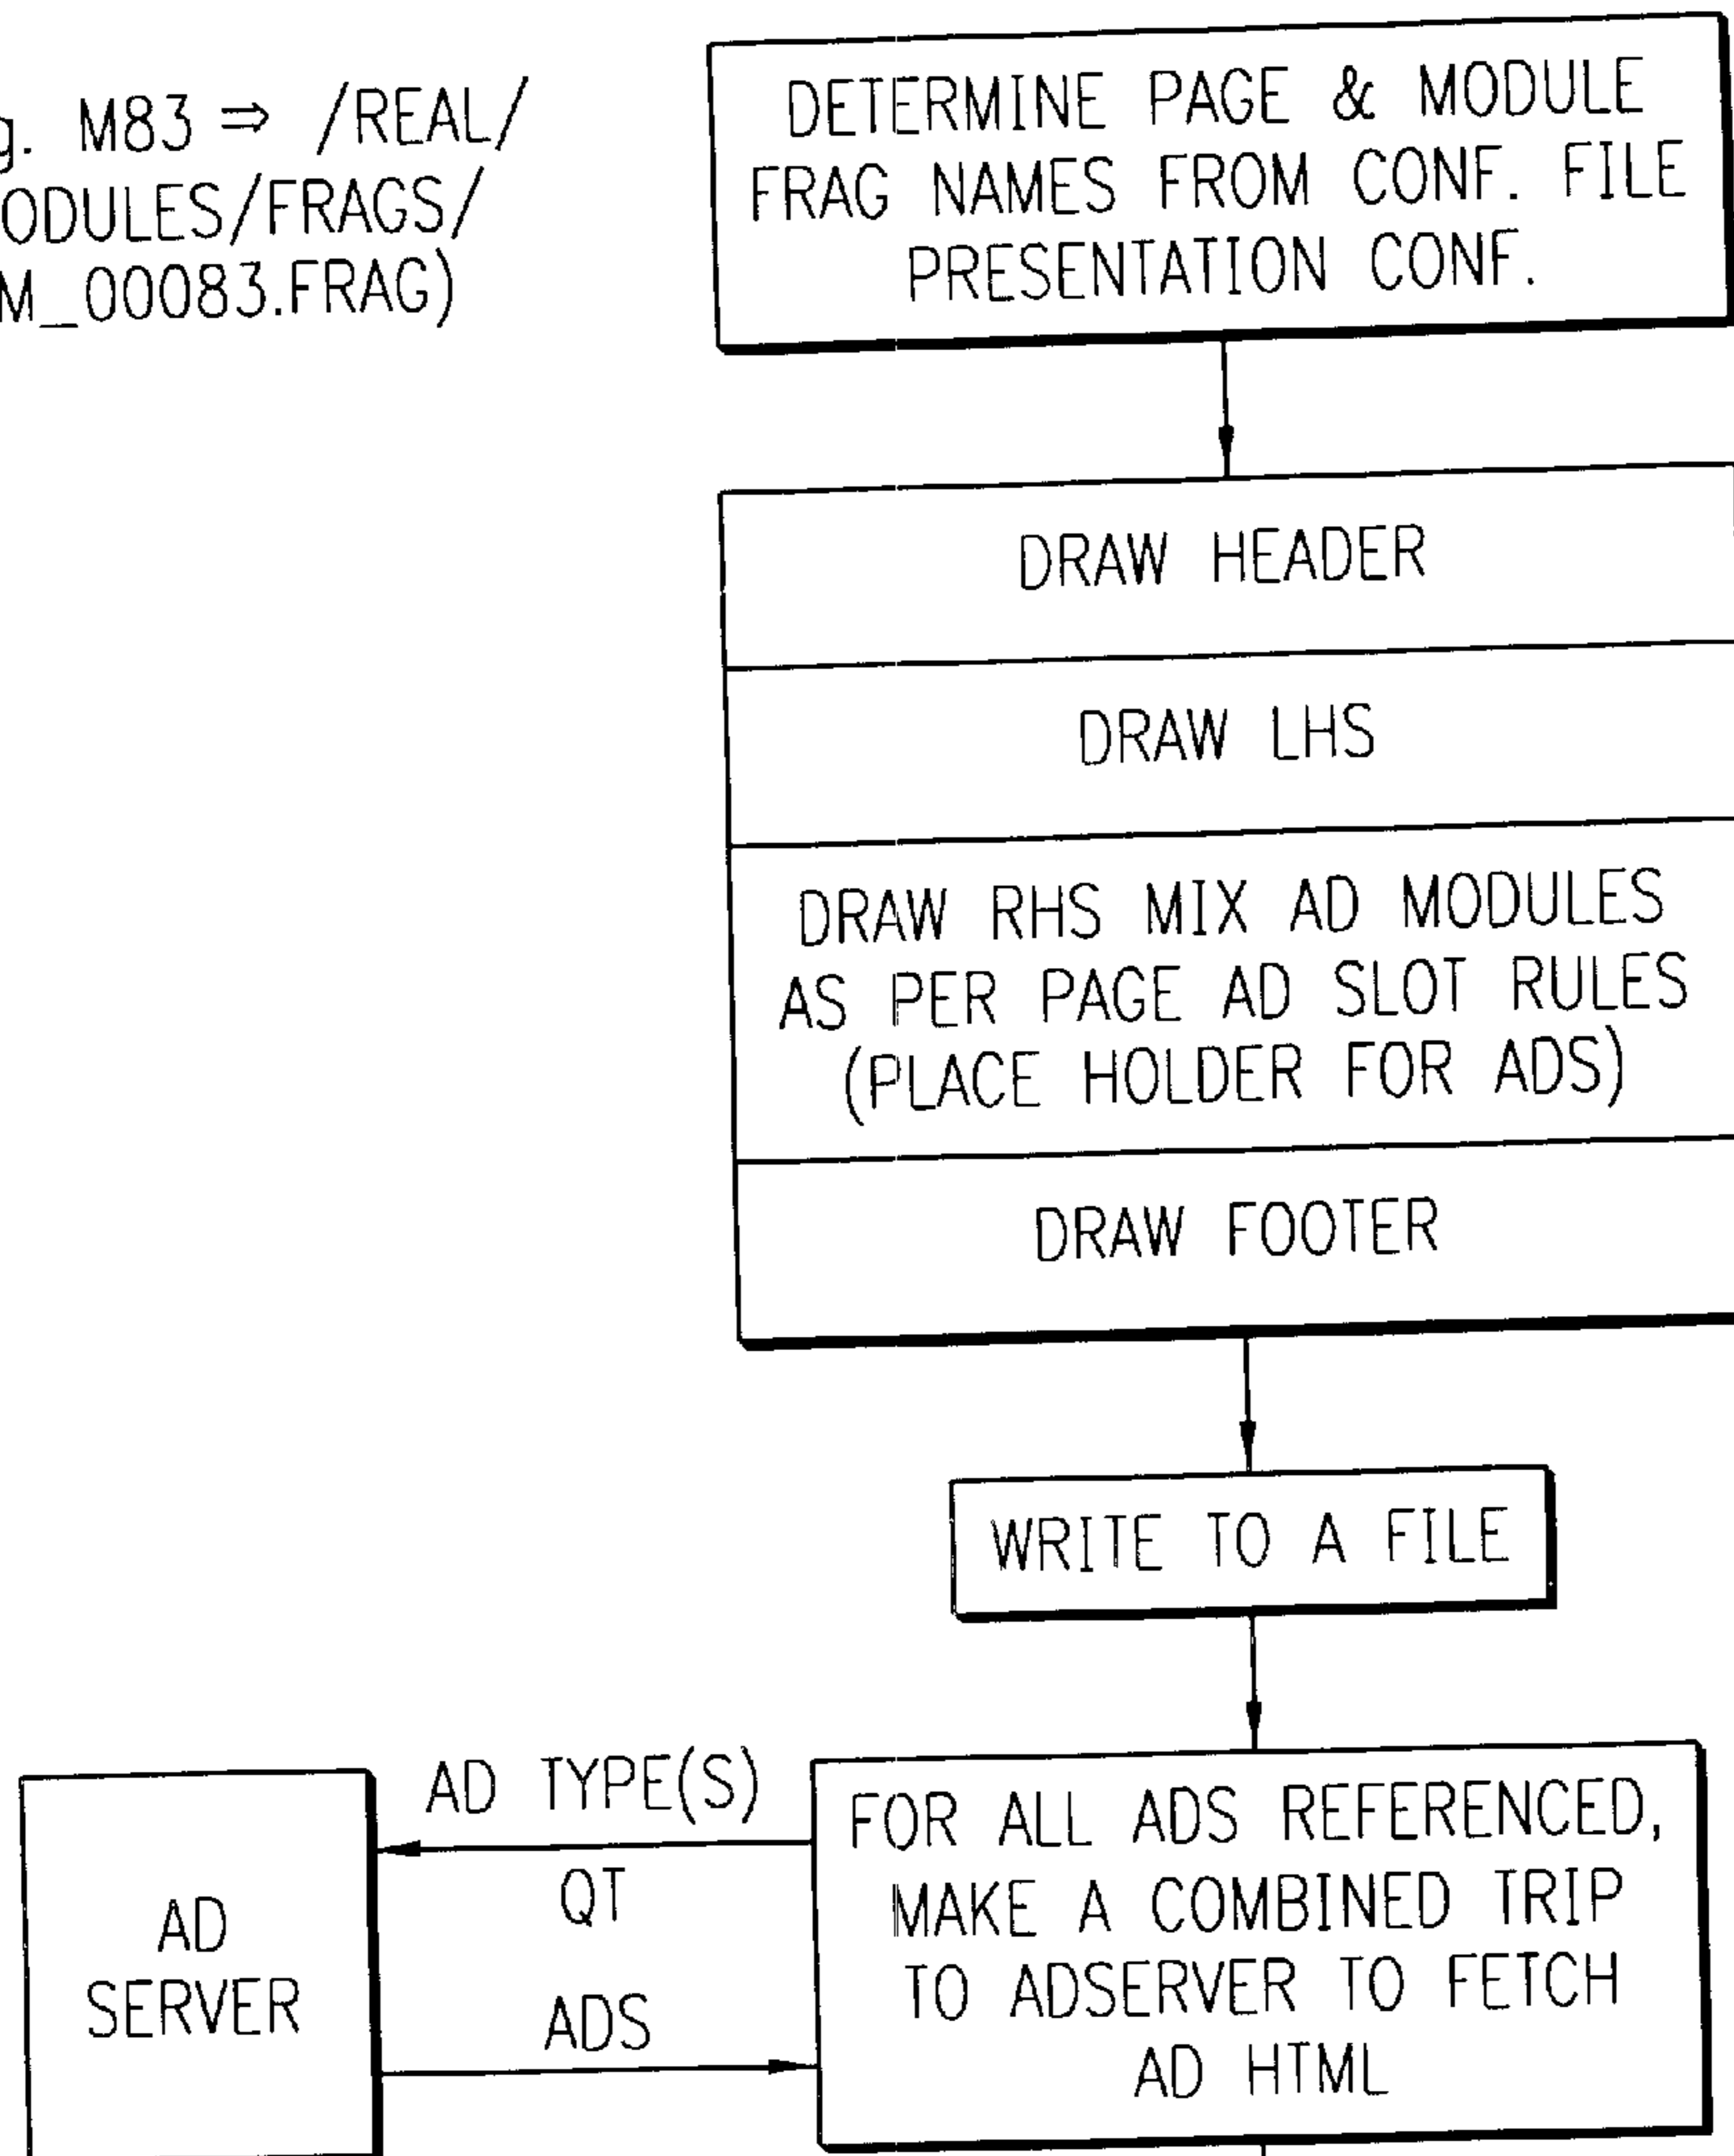 g. M83 ⇒ /REAL/
ODULES/FRAGS/
M_00083.FRAG)
DETERMINE PAGE & MODULE
FRAG NAMES FROM CONF. FILE
PRESENTATION CONF.
DRAW HEADER
DRAW LHS
DRAW RHS MIX AD MODULES
AS PER PAGE AD SLOT RULES
(PLACE HOLDER FOR ADS)
DRAW FOOTER
WRITE TO A FILE
AD TYPE(S)
QT
ADS
AD
SERVER
FOR ALL ADS REFERENCED,
MAKE A COMBINED TRIP
TO ADSERVER TO FETCH
AD HTML